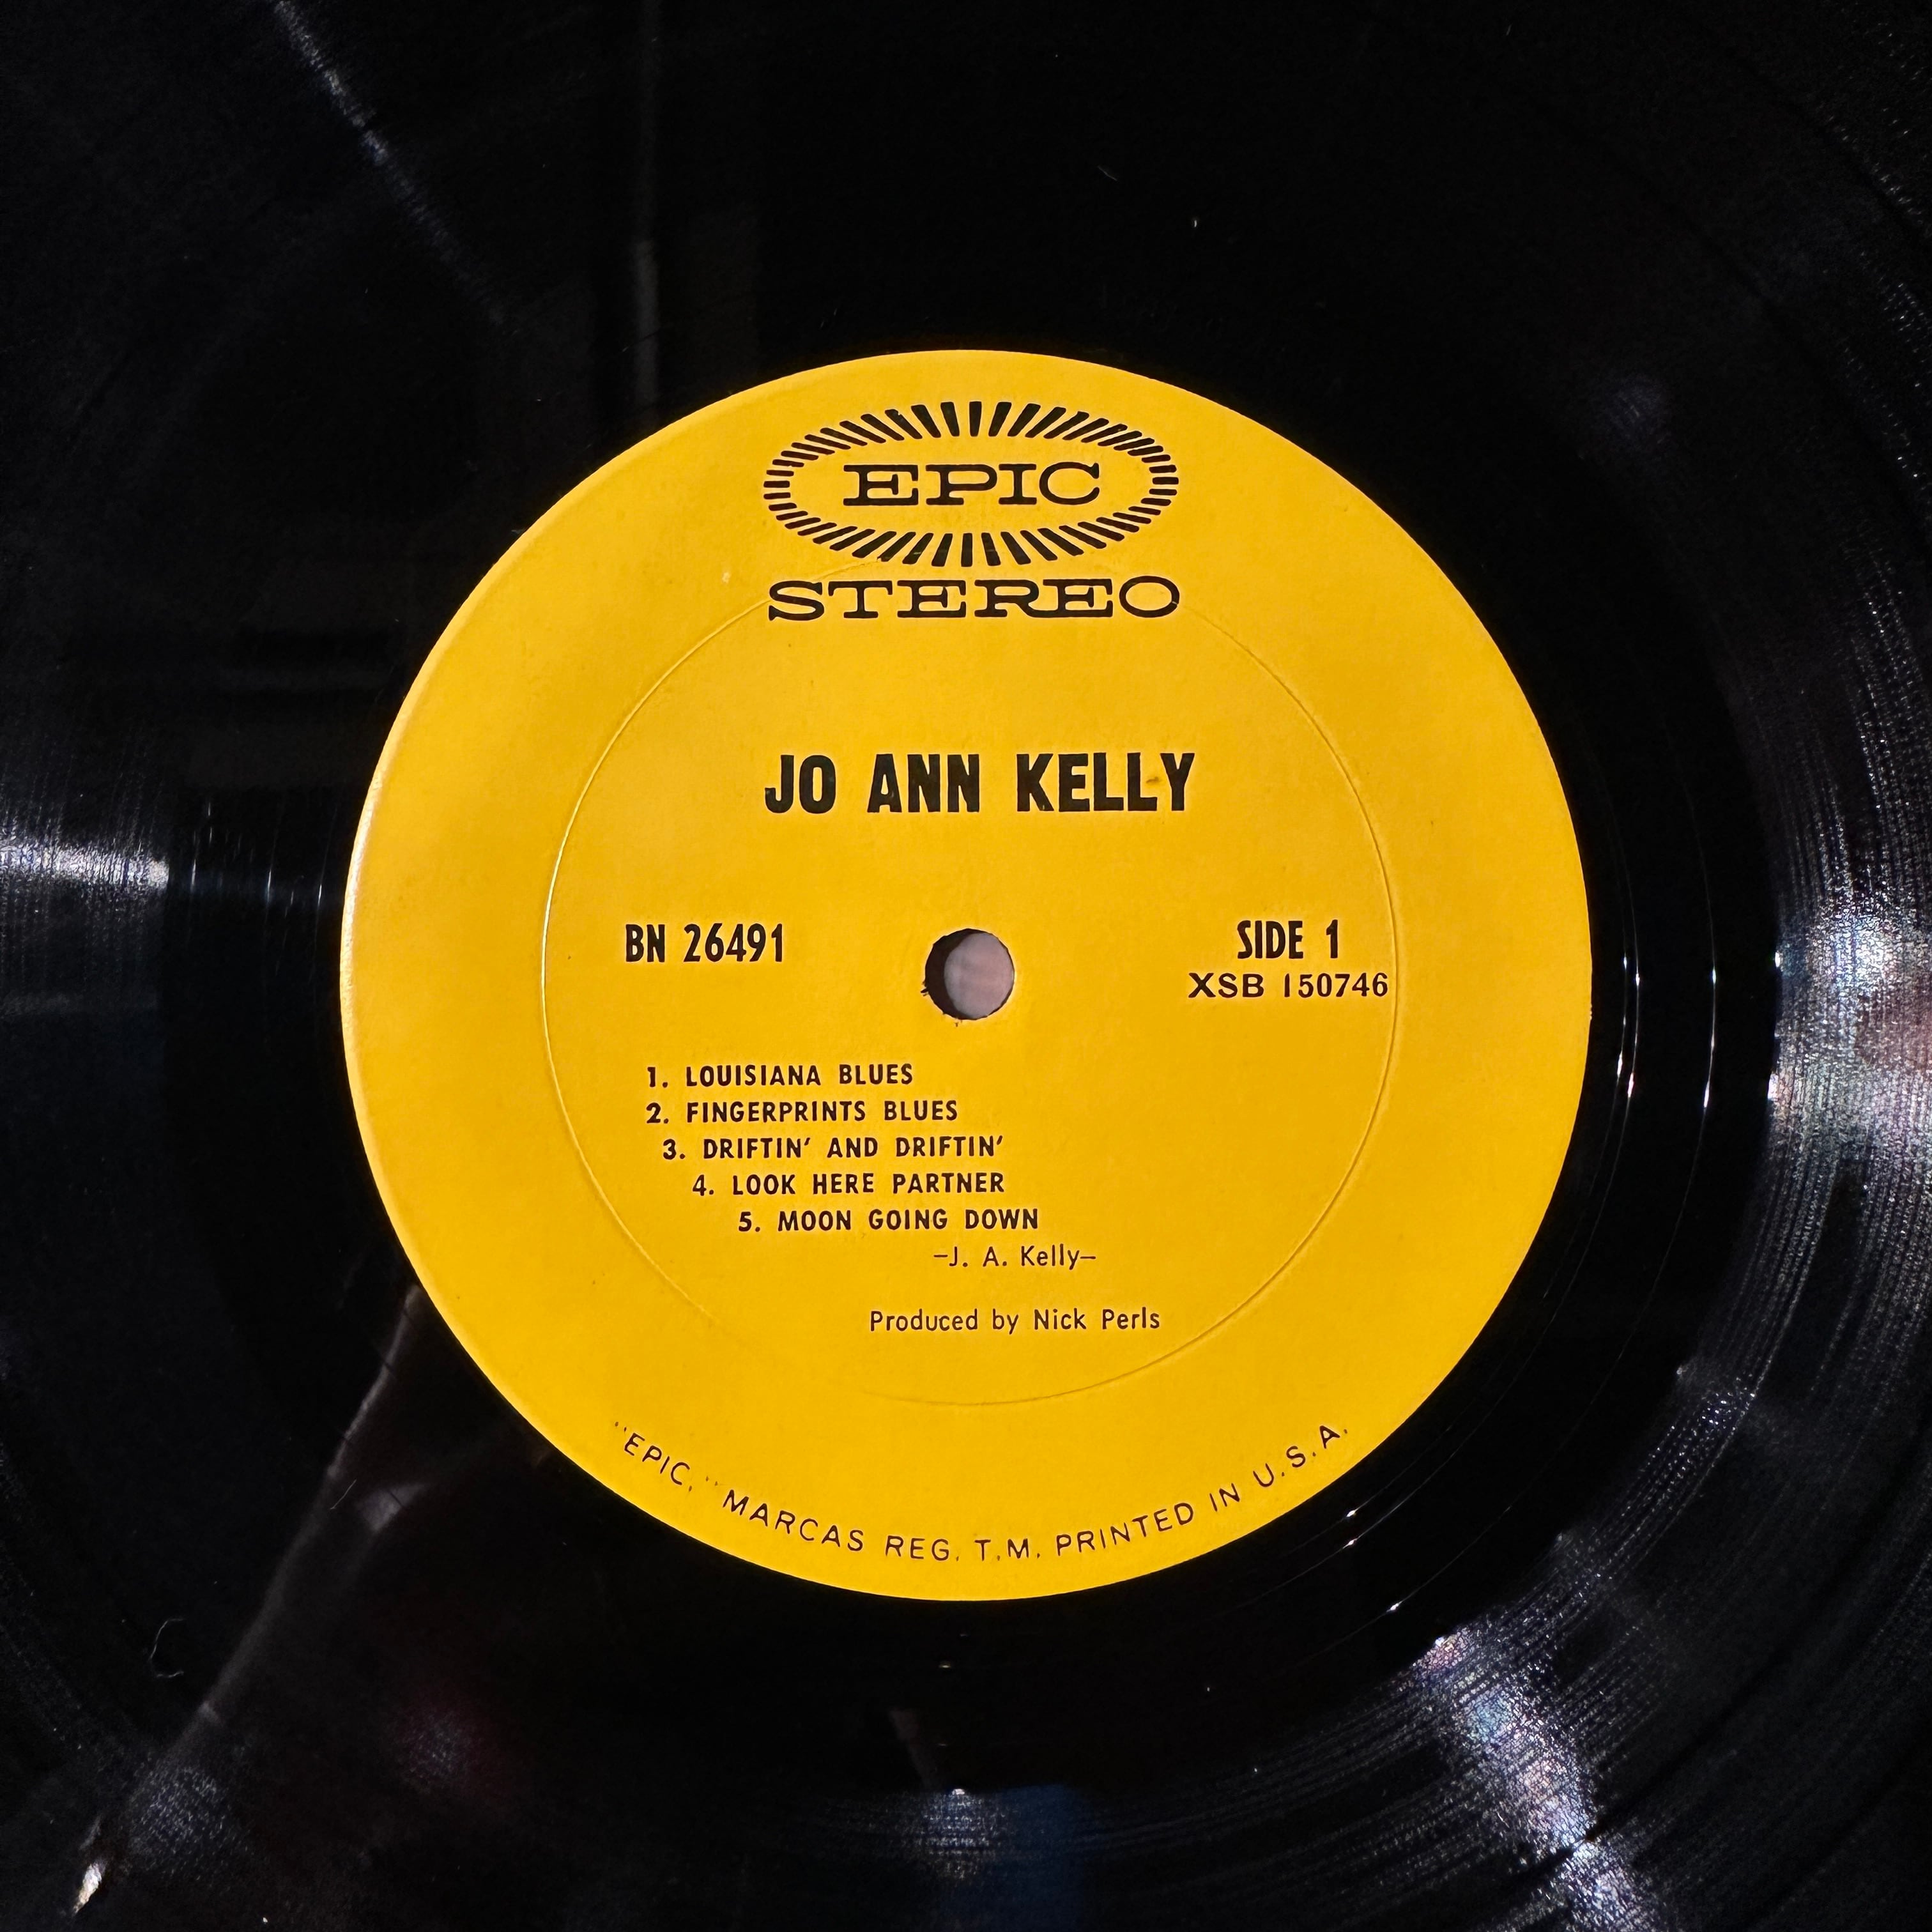 EPIC
STEREO
JO ANN KELLY
BN 26491
SIDE 1
XSB 150746
1. LOUISIANA BLUES
2. FINGERPRINTS BLUES
3. DRIFTIN' AND DRIFTIN'
4. LOOK HERE PARTNER
5. MOON GOING DOWN
–J. A. Kelly–
Produced by Nick Perls
"EPIC," MARCAS REG. T.M. PRINTED IN U.S.A.